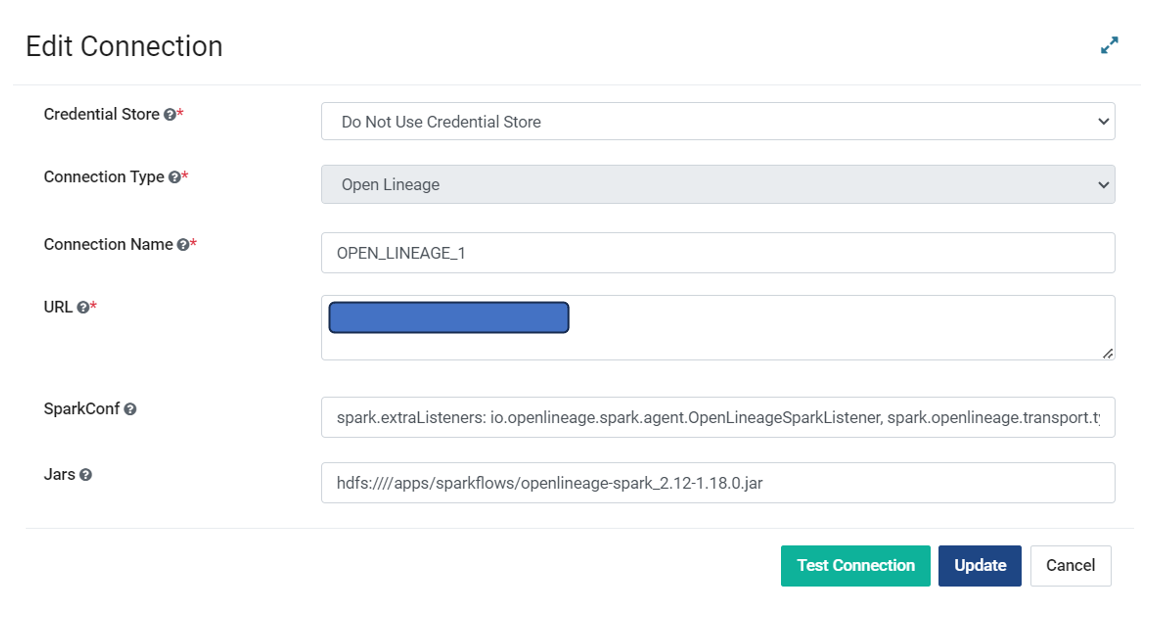 Edit Connection
Credential Store ?*
Do Not Use Credential Store
Connection Type ?*
Open Lineage
Connection Name ?*
OPEN_LINEAGE_1
URL ?*
SparkConf ?
spark.extraListeners: io.openlineage.spark.agent.OpenLineageSparkListener, spark.openlineage.transport.ty
Jars ?
hdfs:////apps/sparkflows/openlineage-spark_2.12-1.18.0.jar
Test Connection
Update
Cancel